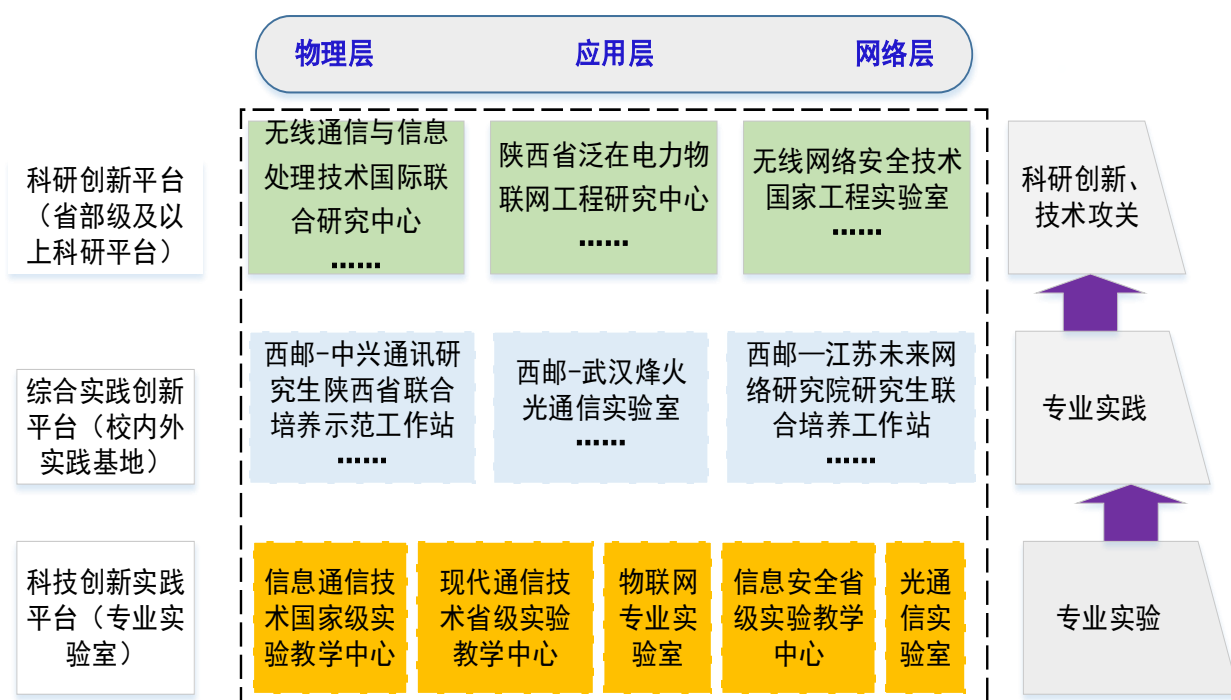 物理层
应用层
网络层
科研创新平台
（省部级及以
上科研平台）
无线通信与信息
处理技术国际联
合研究中心
......
陕西省泛在电力物
联网工程研究中心
......
无线网络安全技术
国家工程实验室
......
科研创新、
技术攻关
综合实践创新
平台（校内外
实践基地）
西邮-中兴通讯研
究生陕西省联合
培养示范工作站
......
西邮-武汉烽火
光通信实验室
......
西邮—江苏未来网
络研究院研究生联
合培养工作站
......
专业实践
科技创新实践
平台（专业实
验室）
信息通信技
术国家级实
验教学中心
现代通信技
术省级实验
教学中心
物联网
专业实
验室
信息安全省
级实验教学
中心
光通
信实
验室
专业实验